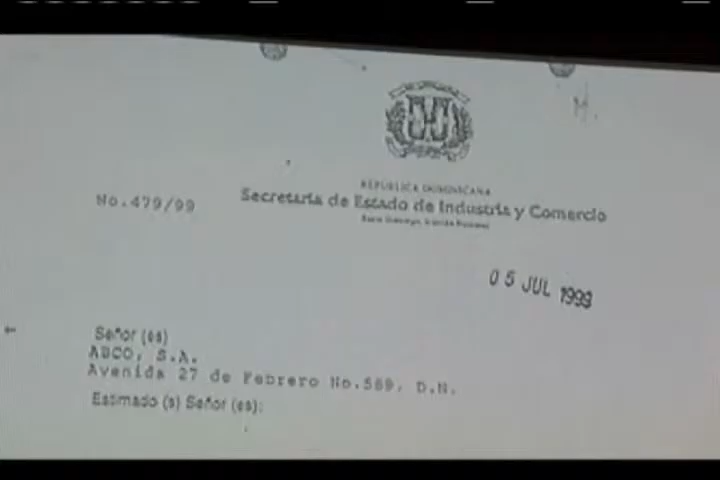 REPUBLICA DOMINICANA
Secretaría de Estado de Industria y Comercio
No.479/99
05 JUL 1999
Señor (es)
ABCO, S.A.
Avenida 27 de Febrero No.569, D.N.
Estimado (s) Señor (es):